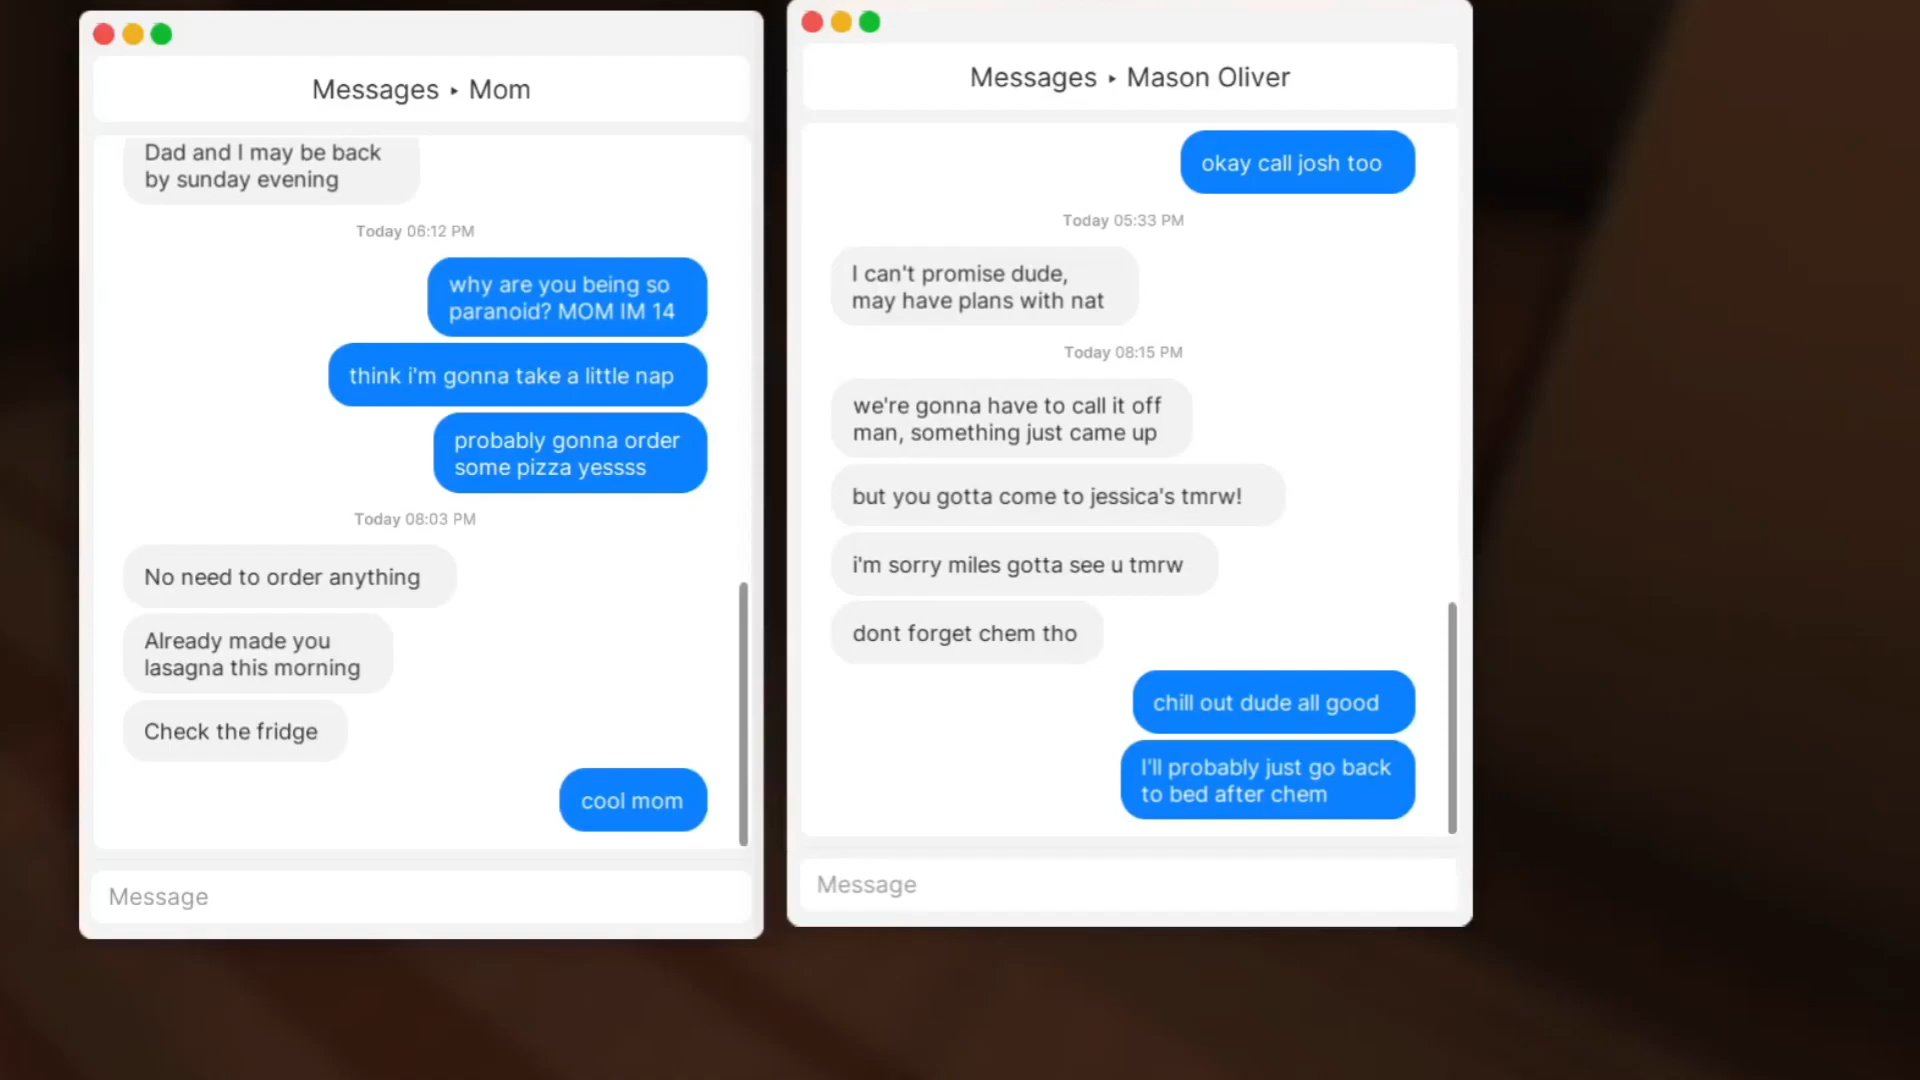 Messages ▸ Mom
Dad and I may be back
by sunday evening
Today 06:12 PM
why are you being so
paranoid? MOM IM 14
think i'm gonna take a little nap
probably gonna order
some pizza yessss
Today 08:03 PM
No need to order anything
Already made you
lasagna this morning
Check the fridge
cool mom
Message
Messages ▸ Mason Oliver
okay call josh too
Today 05:33 PM
I can't promise dude,
may have plans with nat
Today 08:15 PM
we're gonna have to call it off
man, something just came up
but you gotta come to jessica's tmrw!
i'm sorry miles gotta see u tmrw
dont forget chem tho
chill out dude all good
I'll probably just go back
to bed after chem
Message